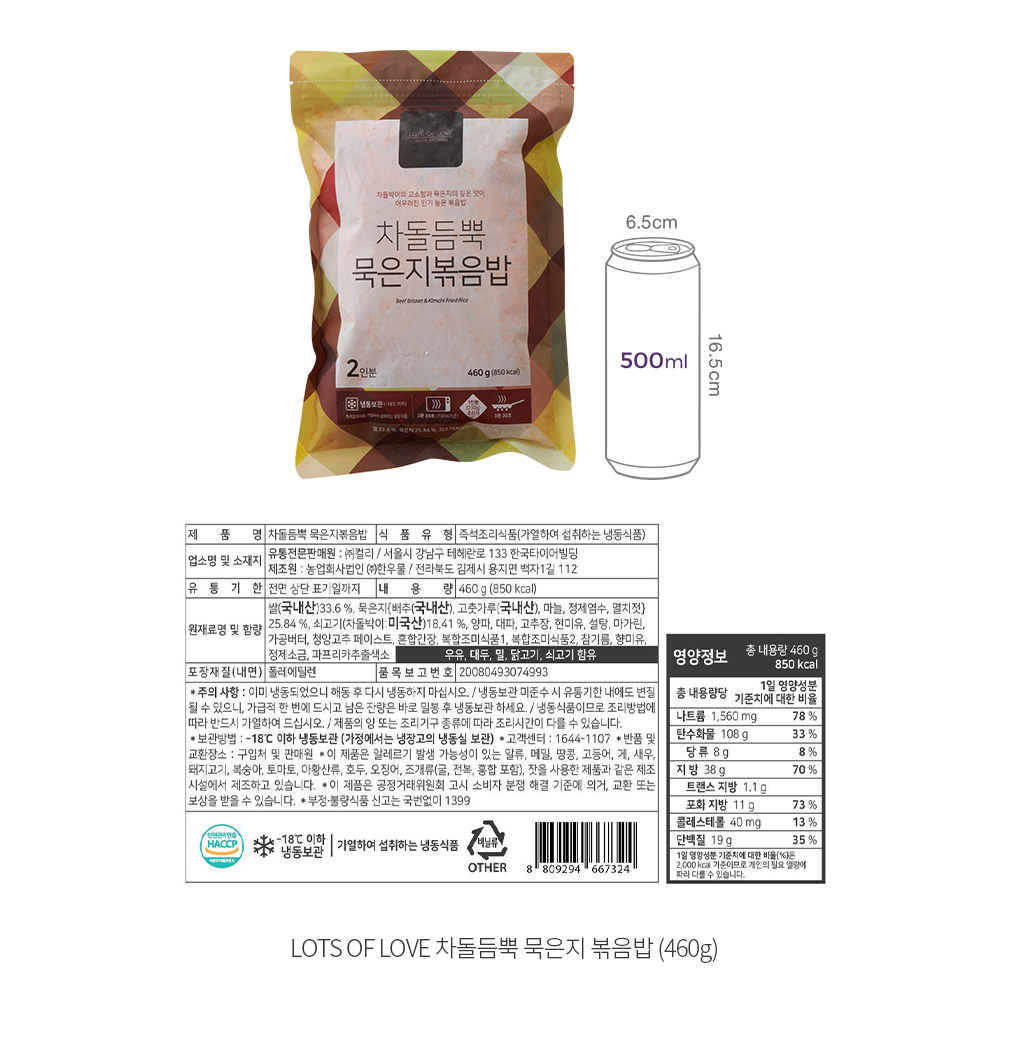 LOTS OF LOVE
차돌박이의 고소함과 묵은지의 깊은 맛이
어우러진 인기 높은 볶음밥
차돌듬뿍
묵은지볶음밥
Beef Brisket & Kimchi Fried Rice
2인분
460 g (850 kcal)
냉동보관 (-18℃ 이하)
3분 30초
1인분
(230g)
조리시
3분 30초
6.5cm
500ml
16.5cm
제 품 명 차돌듬뿍 묵은지볶음밥 식 품 유 형 즉석조리식품(가열하여 섭취하는 냉동식품)
업소명 및 소재지 유통전문판매원 : ㈜컬리 / 서울시 강남구 테헤란로 133 한국타이어빌딩
제조원 : 농업회사법인 ㈜한우물 / 전라북도 김제시 용지면 백자1길 112
유 통 기 한 전면 상단 표기일까지 내 용 량 460 g (850 kcal)
원재료명 및 함량 쌀(국내산)33.6 %, 묵은지{배추(국내산), 고춧가루(국내산), 마늘, 정제염수, 멸치젓}
25.84 %, 쇠고기(차돌박이:미국산)18.41 %, 양파, 대파, 고추장, 현미유, 설탕, 마가린,
가공버터, 청양고주 페이스트, 혼합간장, 복합조미식품1, 복합조미식품2, 참기름, 향미유,
정제소금, 파프리카추출색소 우유, 대두, 밀, 닭고기, 쇠고기 함유
포장재질(내면) 폴레에틸렌 품목보고번호 20080493074993
*주의 사항 : 이미 냉동되었으니 해동 후 다시 냉동하지 마십시오. / 냉동보관 미준수 시 유통기한 내에도 변질
될 수 있으니, 가급적 한 번에 드시고 남은 잔량은 바로 밀봉 후 냉동보관 하세요. / 냉동식품이므로 조리방법에
따라 반드시 가열하여 드십시오. / 제품의 양 또는 조리기구 종류에 따라 조리시간이 다를 수 있습니다.
*보관방법 : -18℃ 이하 냉동보관 (가정에서는 냉장고의 냉동실 보관) *고객센터 : 1644-1107 *반품 및
교환장소 : 구입처 및 판매원 *이 제품은 알레르기 발생 가능성이 있는 알류, 메밀, 땅콩, 고등어, 게, 새우,
돼지고기, 복숭아, 토마토, 아황산류, 호두, 오징어, 조개류(굴, 전복, 홍합 포함), 잣을 사용한 제품과 같은 제조
시설에서 제조하고 있습니다. *이 제품은 공정거래위원회 고시 소비자 분쟁 해결 기준에 의거, 교환 또는
보상을 받을 수 있습니다. *부정·불량식품 신고는 국번없이 1399
안전관리인증
HACCP
식품의약품안전처
-18℃ 이하
냉동보관
가열하여 섭취하는 냉동식품
비닐류
OTHER
8 809294 667324
영양정보 총 내용량 460 g
850 kcal
총 내용량당 1일 영양성분
기준치에 대한 비율
나트륨 1,560 mg 78 %
탄수화물 108 g 33 %
당 류 8 g 8 %
지 방 38 g 70 %
트랜스 지방 1.1 g
포화 지방 11 g 73 %
콜레스테롤 40 mg 13 %
단백질 19 g 35 %
1일 영양성분 기준치에 대한 비율(%)은
2,000 kcal 기준이므로 개인의 필요 열량에
따라 다를 수 있습니다.
LOTS OF LOVE 차돌듬뿍 묵은지 볶음밥 (460g)